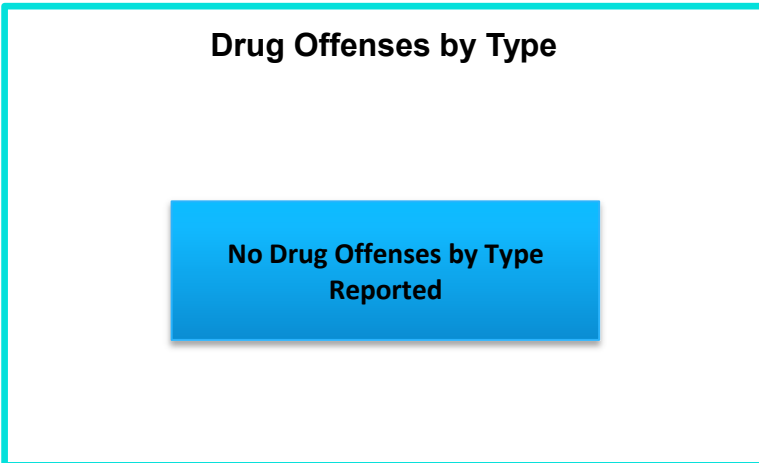 Drug Offenses by Type
No Drug Offenses by Type
Reported